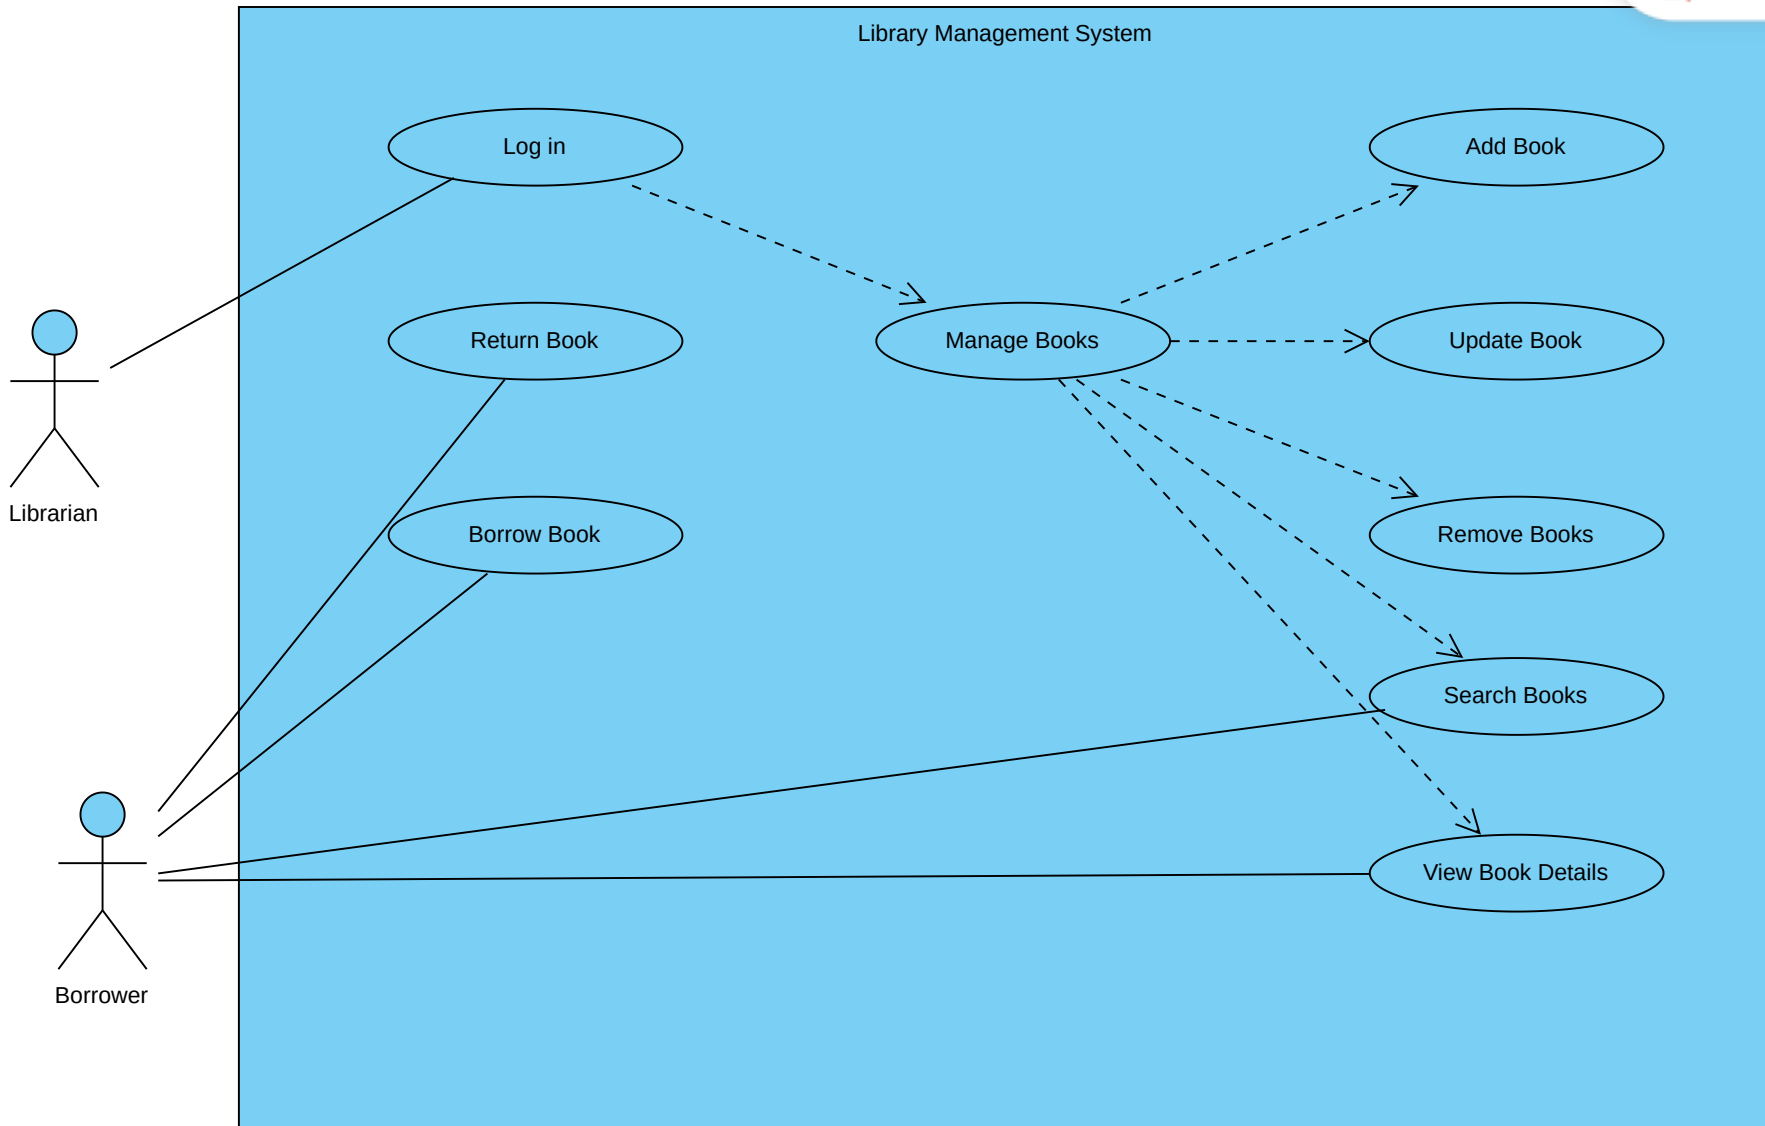 Library Management System
Log in
Add Book
Return Book
Manage Books
Update Book
Librarian
Borrow Book
Remove Books
Search Books
View Book Details
Borrower